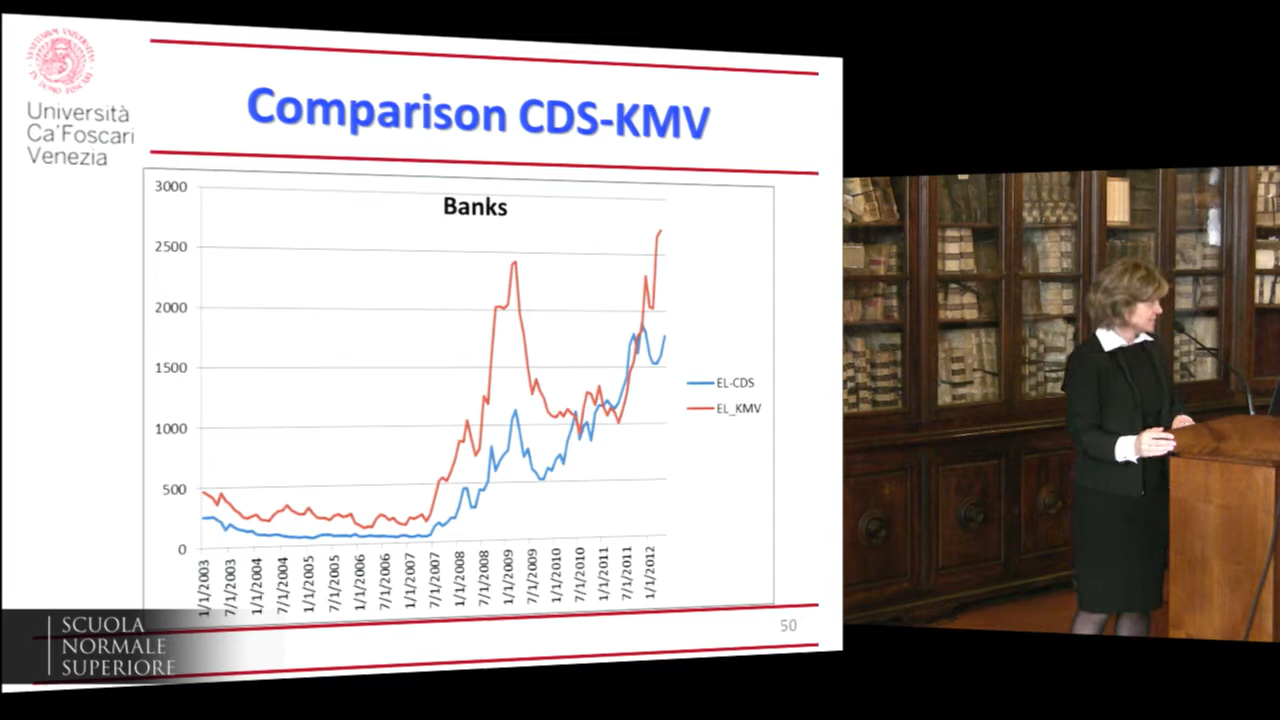 Università
Ca'Foscari
Venezia
Comparison CDS-KMV
Banks
3000
2500
2000
1500
1000
500
0
1/1/2003
7/1/2003
1/1/2004
7/1/2004
1/1/2005
7/1/2005
1/1/2006
7/1/2006
1/1/2007
7/1/2007
1/1/2008
7/1/2008
1/1/2009
7/1/2009
1/1/2010
7/1/2010
1/1/2011
7/1/2011
1/1/2012
EL-CDS
EL_KMV
50
SCUOLA
NORMALE
SUPERIORE